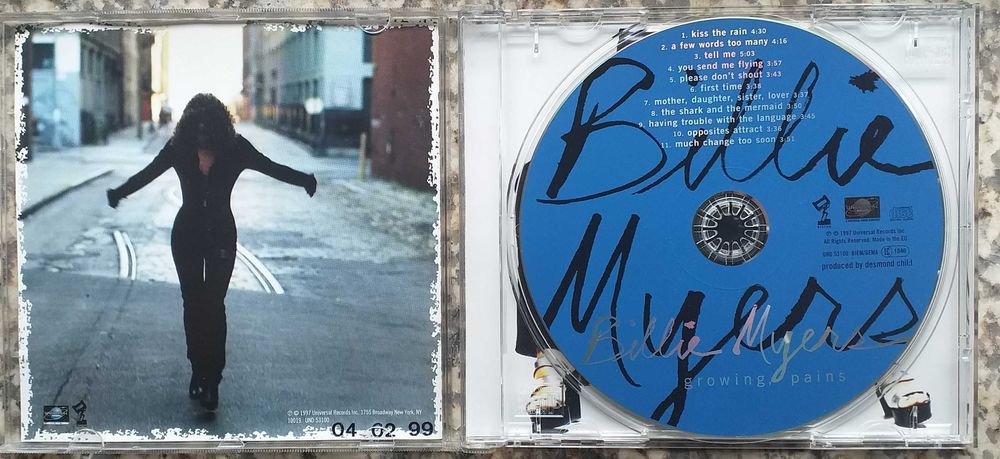 ℗ © 1997 Universal Records Inc. 1755 Broadway New York, NY
10019. UND 53100
04 02 99
1. kiss the rain 4:30
2. a few words too many 4:16
3. tell me 5:03
4. you send me flying 3:57
5. please don't shout 3:43
6. first time 3:38
7. mother, daughter, sister, lover 3:37
8. the shark and the mermaid 3:50
9. having trouble with the language 3:45
10. opposites attract 3:36
11. much change too soon 3:51
Billie
Myers
℗ © 1997 Universal Records Inc.
All Rights Reserved. Made in the EU
UND 53100 BIEM/GEMA
produced by desmond child
Billie Myers
growing, pains